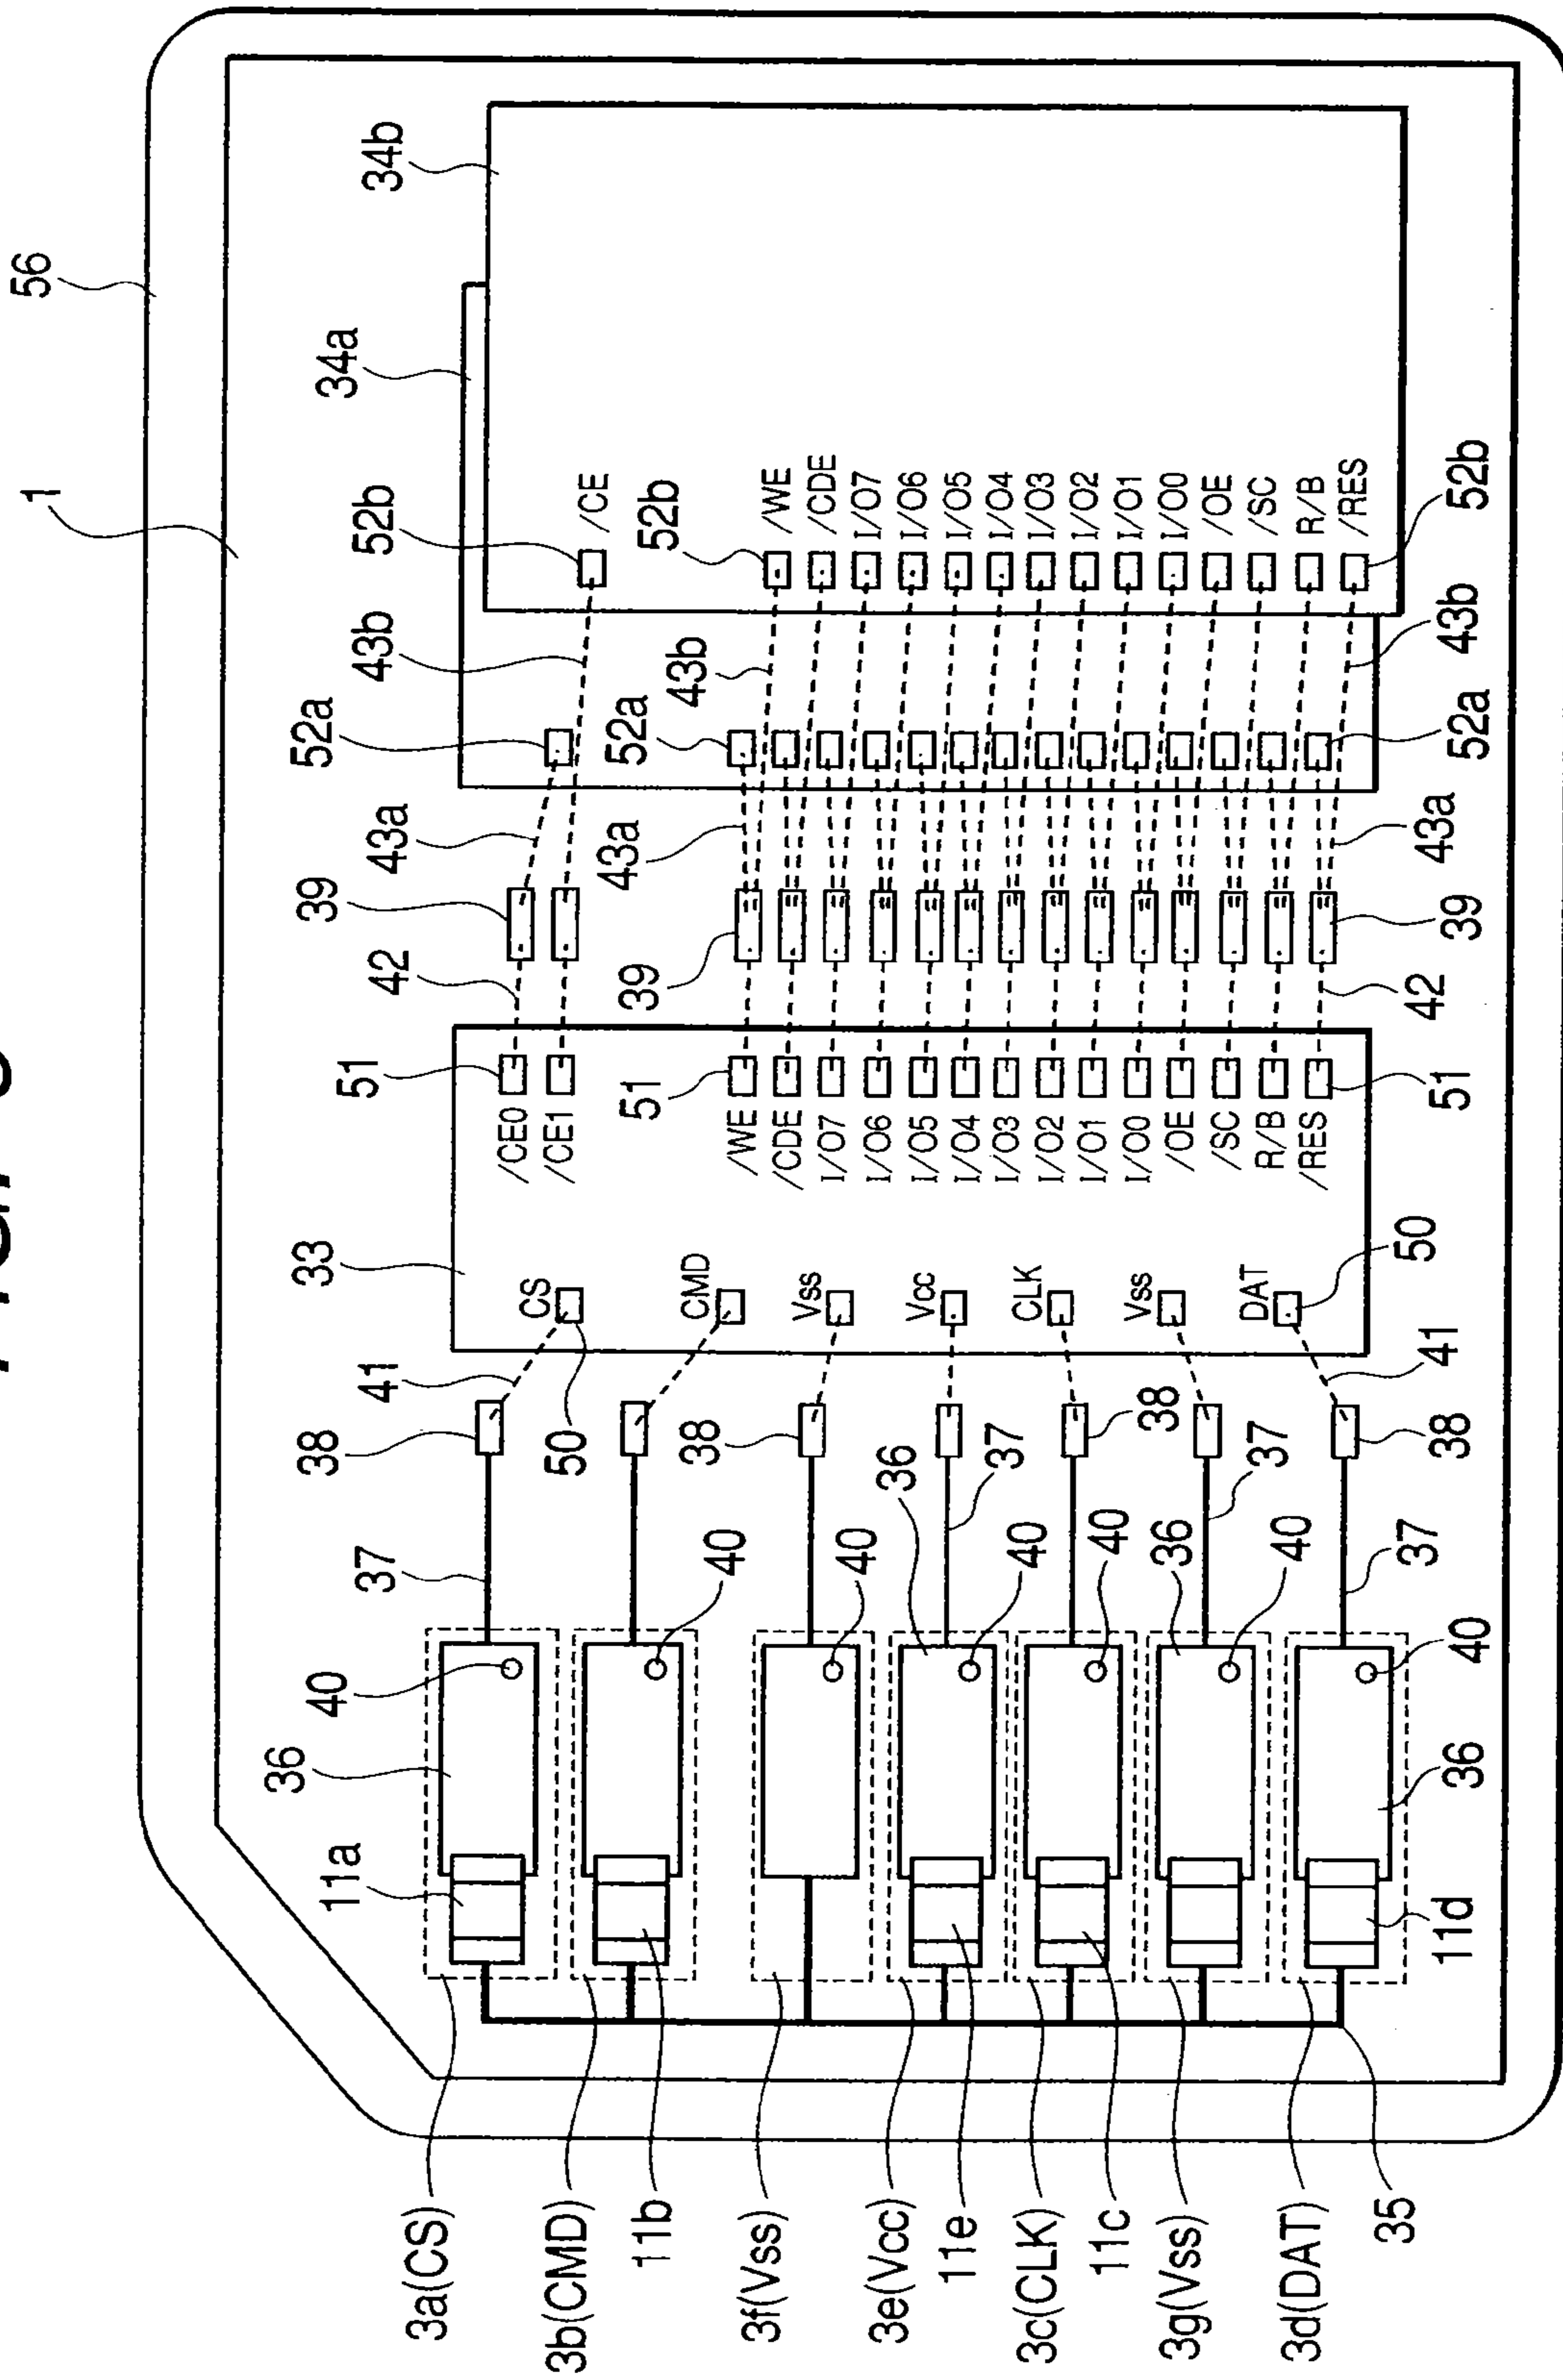 1
56
36
33
11a
40
38
39
52a
34a
37
41
51
42
43a
43b
52b
34b
3a(CS)
/CE0
CS
/CE1
50
3b(CMD)
/CE
11b
51
39
43a
52a
43b
52b
CMD
38
40
/WE
/WE
3f(Vss)
/CDE
/CDE
Vss
I/O7
I/O7
40
I/O6
I/O6
3e(Vcc)
36
Vcc
I/O5
I/O5
11e
I/O4
I/O4
37
I/O3
I/O3
3c(CLK)
40
CLK
I/O2
I/O2
11c
40
I/O1
I/O1
38
Vss
I/O0
I/O0
3g(Vss)
36
/OE
/OE
37
/SC
/SC
DAT
40
R/B
R/B
3d(DAT)
/RES
/RES
35
37
41
50
43a
43b
11d
36
40
38
51
42
39
52a
52b